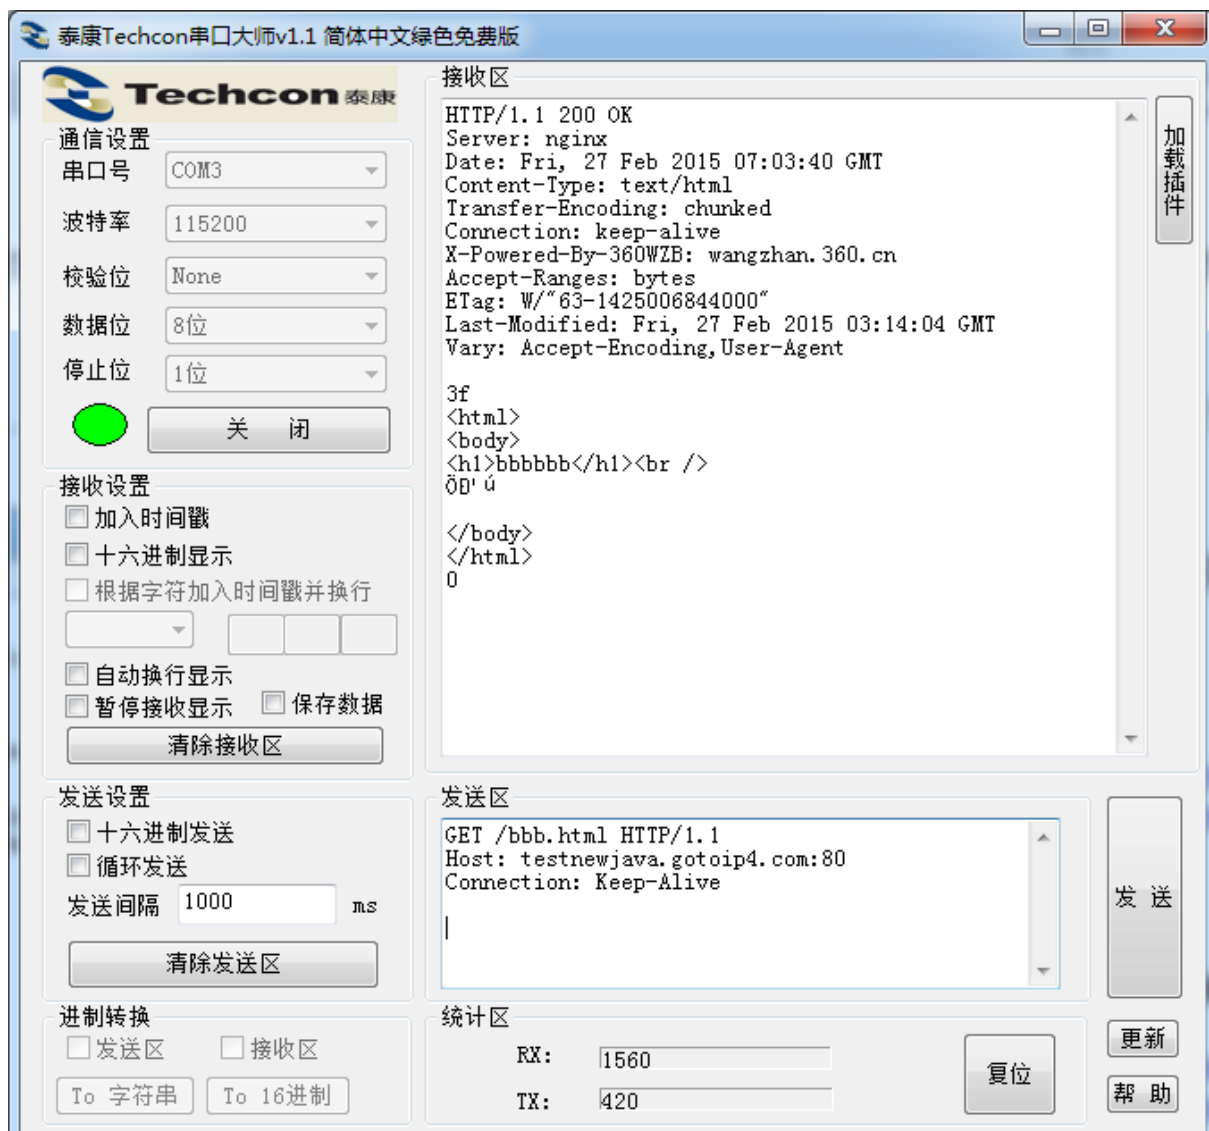 泰康Techcon串口大师v1.1 简体中文绿色免费版
Techcon 泰康
通信设置
串口号 COM3
波特率 115200
校验位 None
数据位 8位
停止位 1位
关 闭
接收设置
加入时间戳
十六进制显示
根据字符加入时间戳并换行
自动换行显示
暂停接收显示 保存数据
清除接收区
发送设置
十六进制发送
循环发送
发送间隔 1000 ms
清除发送区
进制转换
发送区 接收区
To 字符串 To 16进制
接收区
HTTP/1.1 200 OK
Server: nginx
Date: Fri, 27 Feb 2015 07:03:40 GMT
Content-Type: text/html
Transfer-Encoding: chunked
Connection: keep-alive
X-Powered-By-360WZB: wangzhan.360.cn
Accept-Ranges: bytes
ETag: W/"63-1425006844000"
Last-Modified: Fri, 27 Feb 2015 03:14:04 GMT
Vary: Accept-Encoding,User-Agent
3f
<html>
<body>
<h1>bbbbbb</h1><br />
ÖÐ'ú
</body>
</html>
0
加载插件
发送区
GET /bbb.html HTTP/1.1
Host: testnewjava.gotoip4.com:80
Connection: Keep-Alive
发 送
统计区
RX: 1560
TX: 420
复位
更新
帮 助